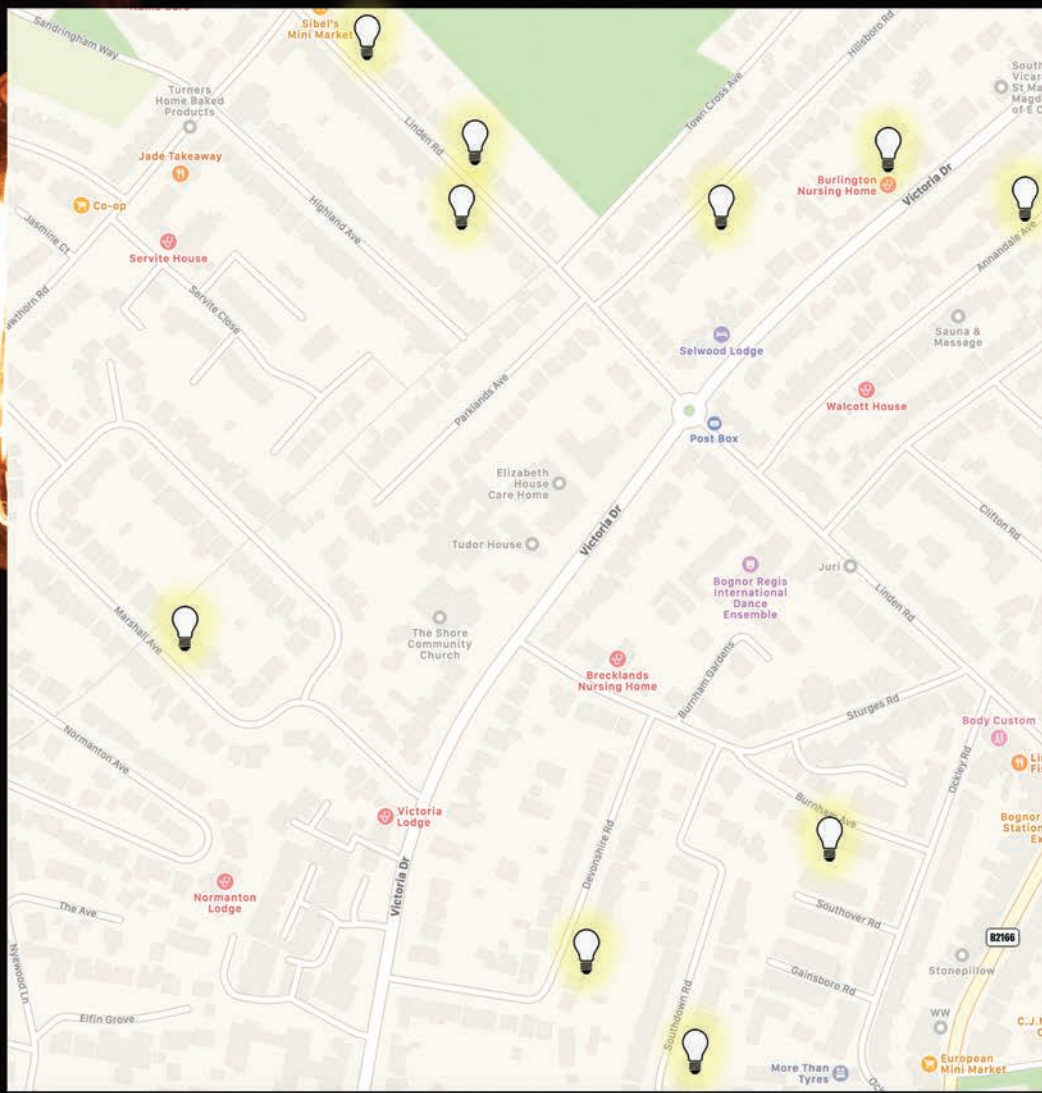 Sandringham Way
Sibel's
Mini Market
Hillsboro Rd
Turners
Home Baked
Products
Town Cross Ave
Linden Rd
Jade Takeaway
Burlington
Nursing Home
Victoria Dr
Co-op
Highland Ave
Jasmine Ct
Annandale Ave
Servite House
Servite Close
Sauna &
Massage
Selwood Lodge
Parklands Ave
Walcott House
Post Box
Elizabeth
House
Care Home
Clifton Rd
Victoria Dr
Tudor House
Juri
Bognor Regis
International
Dance
Ensemble
Linden Rd
Marshall Ave
The Shore
Community
Church
Brecklands
Nursing Home
Burnham Gardens
Sturges Rd
Normanton Ave
Body Custom
Ockley Rd
Victoria
Lodge
Burnham Ave
Devonshire Rd
Normanton
Lodge
Victoria Dr
The Ave
Southover Rd
B2166
Nyewood Ln
Stonepillow
Gainsboro Rd
Southdown Rd
Elfin Grove
WW
European
Mini Market
More Than
Tyres